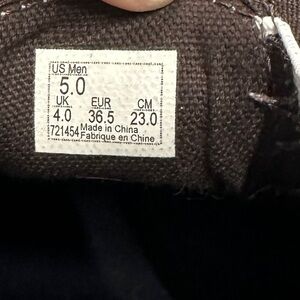 US Men
5.0
UK EUR CM
4.0 36.5 23.0
721454 Made in China
Fabrique en Chine